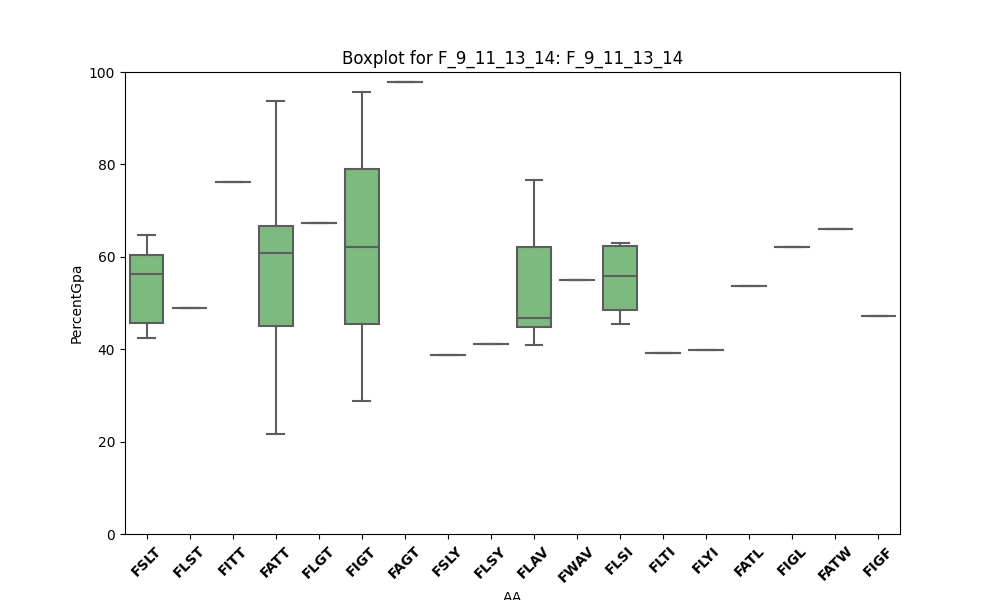 Boxplot for F_9_11_13_14: F_9_11_13_14
100
80
60
40
20
0
PercentGpa
FSLT FLST FITT FATT FLGT FIGT FAGT FSLY FLSY FLAV FWAV FLSI FLTI FLYI FATL FIGL FATW FIGF
AA